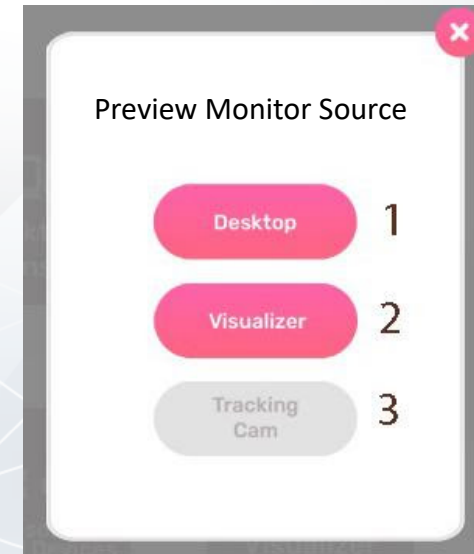 Preview Monitor Source
Desktop 1
Visualizer 2
Tracking
Cam 3